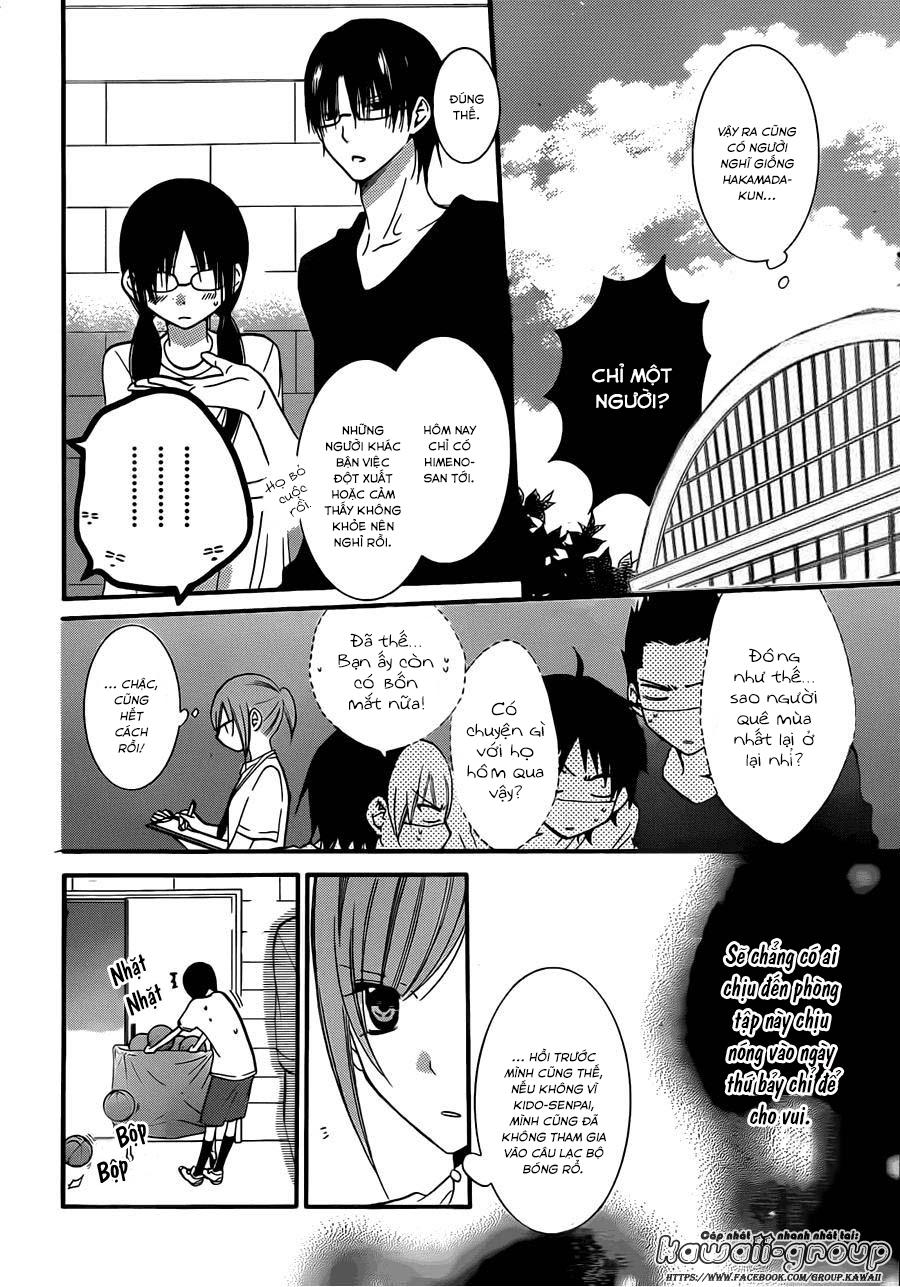 VẬY RA CŨNG
CÓ NGƯỜI
NGHĨ GIỐNG
HAKAMADA-
KUN...
CHỈ MỘT
NGƯỜI?
ĐÚNG
THẾ.
HÔM NAY
CHỈ CÓ
HIMENO-
SAN TỚI.
NHỮNG
NGƯỜI KHÁC
BẬN VIỆC
ĐỘT XUẤT
HOẶC CẢM
THẤY KHÔNG
KHỎE NÊN
NGHỈ RỒI.
Họ bỏ
cuộc
rồi.
Đông
như thế...
sao người
quê mùa
nhất lại ở
lại nhỉ?
Có
chuyện gì
với họ
hôm qua
vậy?
Đã thế...
Bạn ấy còn
có bốn
mắt nữa!
... CHẬC,
CŨNG
HẾT
CÁCH
RỒI!
Sẽ chẳng có ai
chịu đến phòng
tập này chịu
nóng vào ngày
thứ bảy chỉ để
cho vui.
... HỒI TRƯỚC
MÌNH CŨNG THẾ,
NẾU KHÔNG VÌ
KIDO-SENPAI,
MÌNH CŨNG ĐÃ
KHÔNG THAM GIA
VÀO CÂU LẠC BỘ
BÓNG RỔ.
Nhặt
Nhặt
Bộp
Bộp
Cập nhật nhanh nhất tại:
Kawaii-group
HTTPS://WWW.FACEBOOK.COM/GROUP.KAWAII